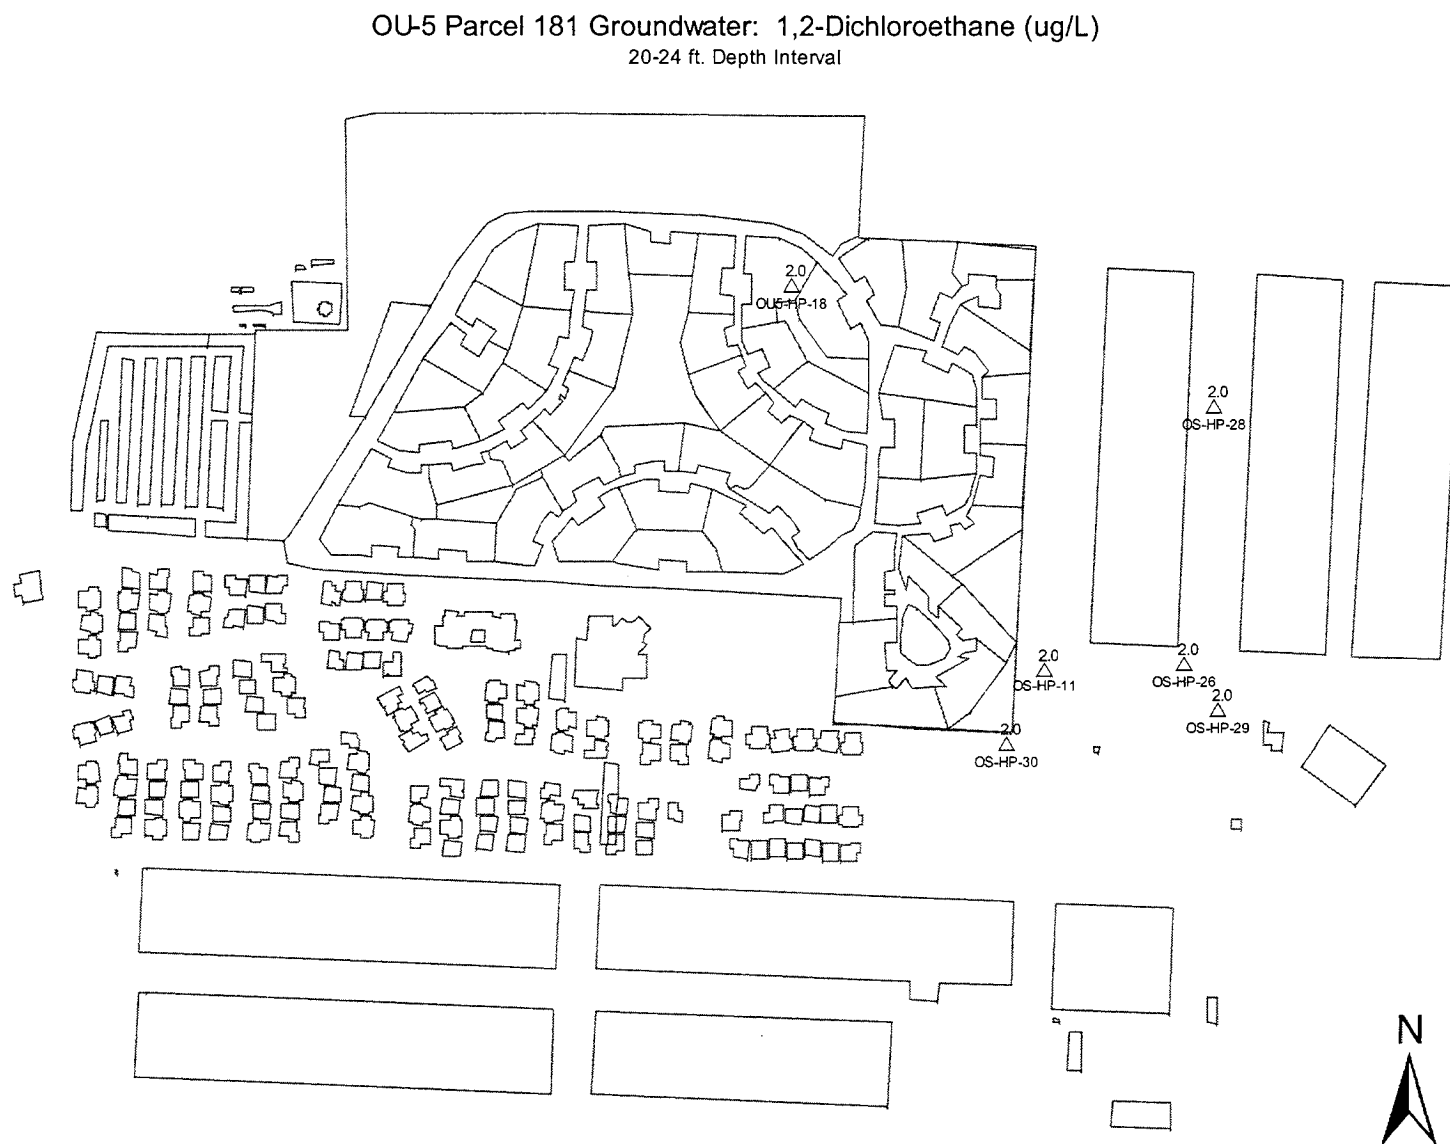 OU-5 Parcel 181 Groundwater: 1,2-Dichloroethane (ug/L)
20-24 ft. Depth Interval
2.0
OU5-HP-18
2.0
OS-HP-28
2.0
OS-HP-11
2.0
OS-HP-26
2.0
OS-HP-29
2.0
OS-HP-30
N